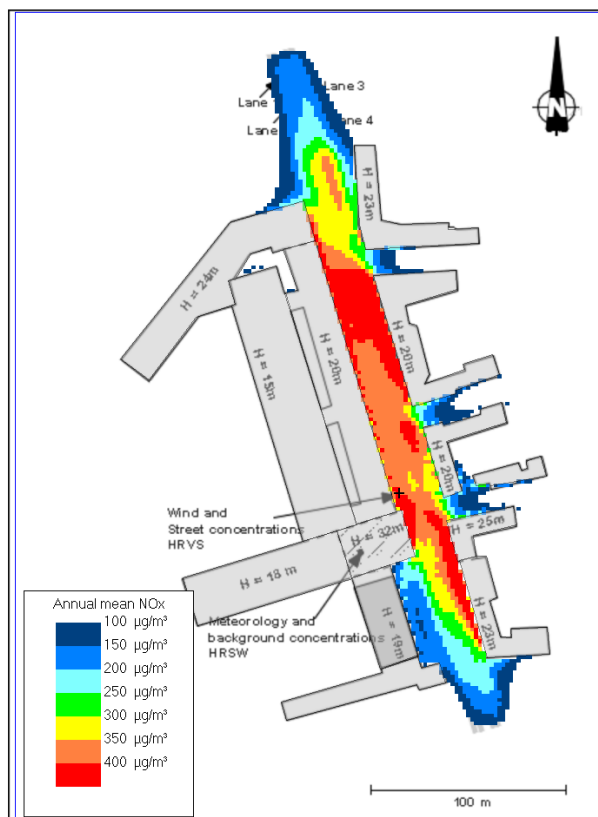 Lane 3
Lane
Lane
Lane 4
N
H = 23m
H = 24m
H = 15m
H = 20m
H = 20m
H = 20m
Wind and
Street concentrations
HRVS
H = 32m
H = 25m
H = 18 m
Meteorology and
background concentrations
HRSW
H = 19m
H = 23m
Annual mean NOx
100 µg/m³
150 µg/m³
200 µg/m³
250 µg/m³
300 µg/m³
350 µg/m³
400 µg/m³
100 m